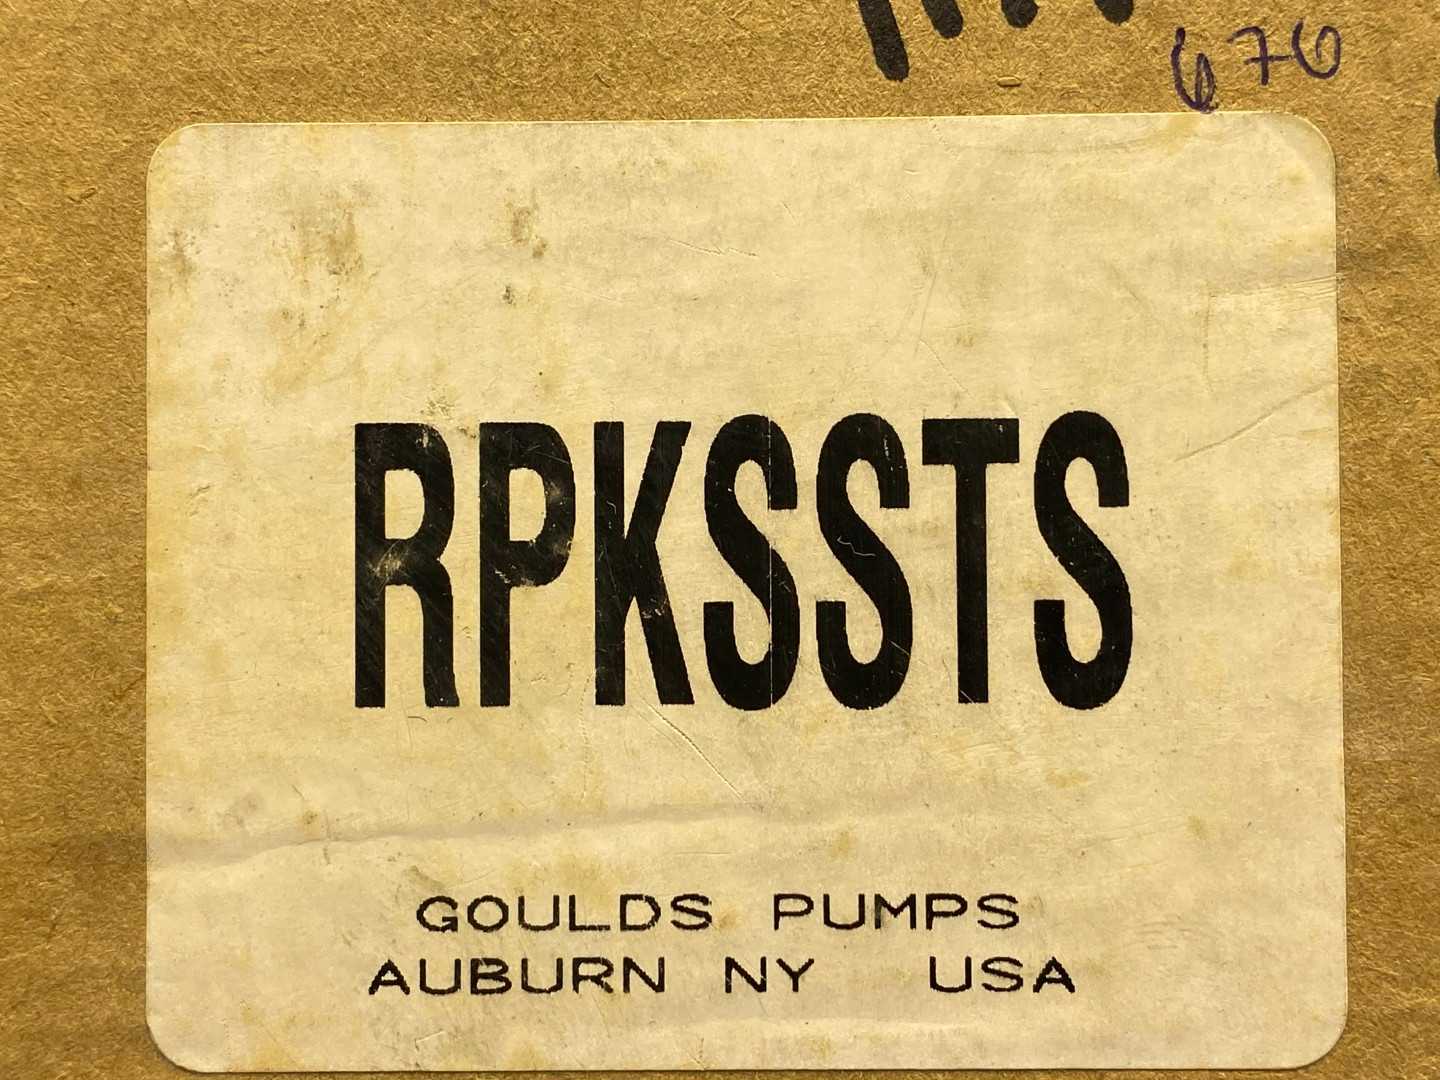 676
RPKSSTS
GOULDS PUMPS
AUBURN NY USA